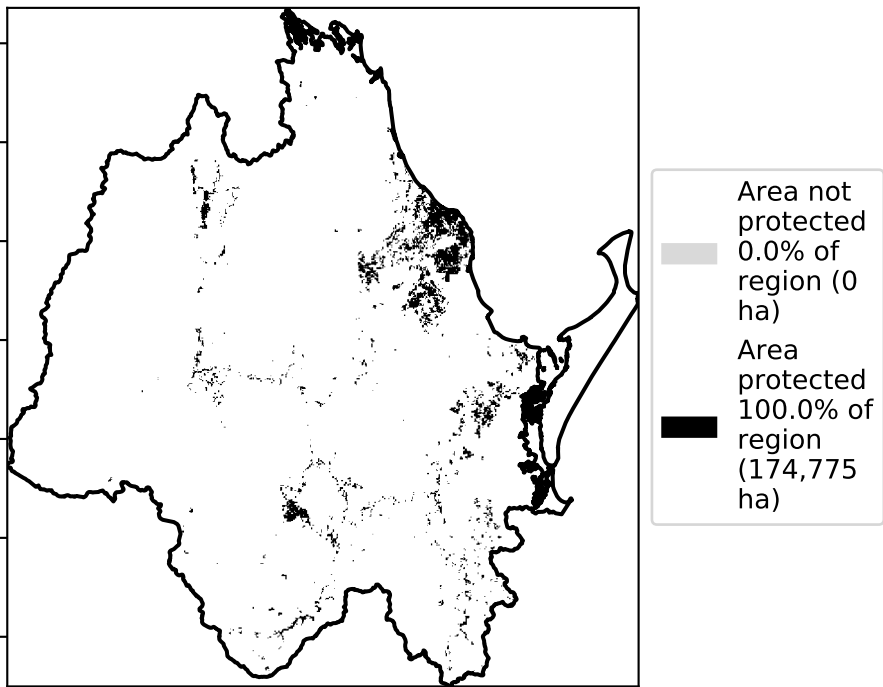 Area not
protected
0.0% of
region (0
ha)
Area
protected
100.0% of
region
(174,775
ha)